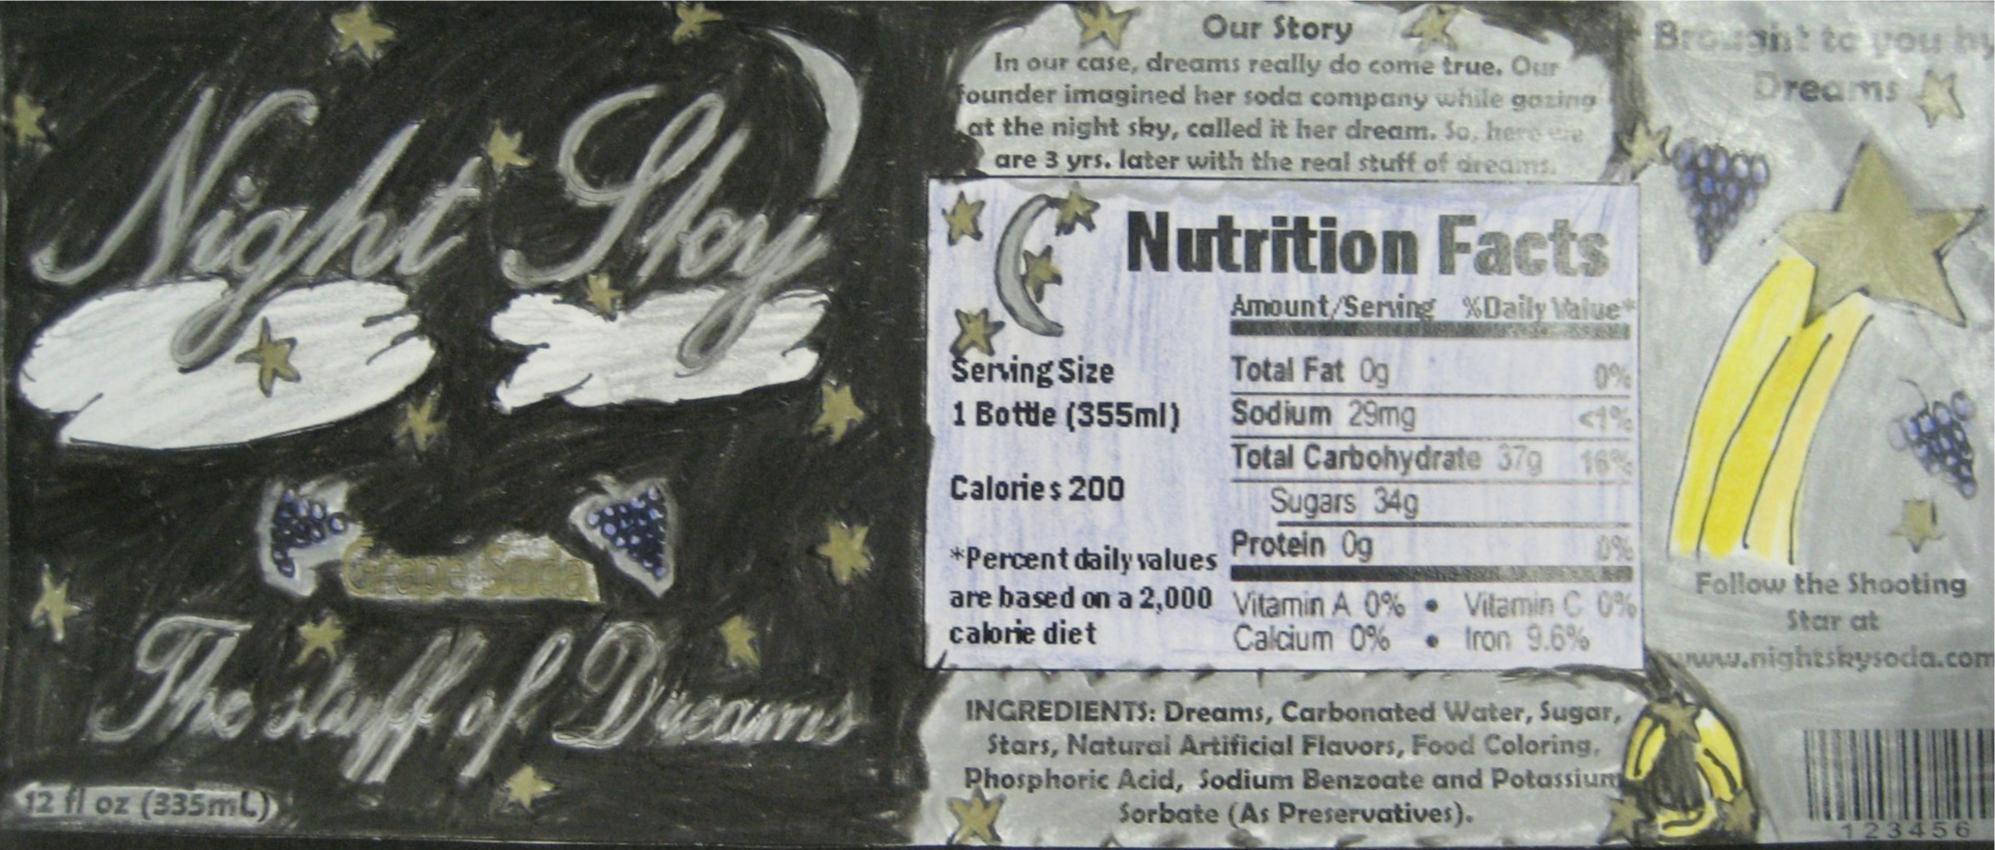 Night Sky
Grape Soda
The stuff of Dreams
12 fl oz (335mL)
Our Story
In our case, dreams really do come true. Our
founder imagined her soda company while gazing
at the night sky, called it her dream. So, here we
are 3 yrs. later with the real stuff of dreams.
Nutrition Facts
Amount/Serving %Daily Value*
Serving Size
1 Bottle (355ml)
Calories 200
*Percent daily values
are based on a 2,000
calorie diet
Total Fat 0g 0%
Sodium 29mg <1%
Total Carbohydrate 37g 16%
Sugars 34g
Protein 0g 0%
Vitamin A 0% • Vitamin C 0%
Calcium 0% • Iron 9.6%
INGREDIENTS: Dreams, Carbonated Water, Sugar,
Stars, Natural Artificial Flavors, Food Coloring,
Phosphoric Acid, Sodium Benzoate and Potassium
Sorbate (As Preservatives).
Brought to you by
Dreams
Follow the Shooting
Star at
www.nightskysoda.com
123456